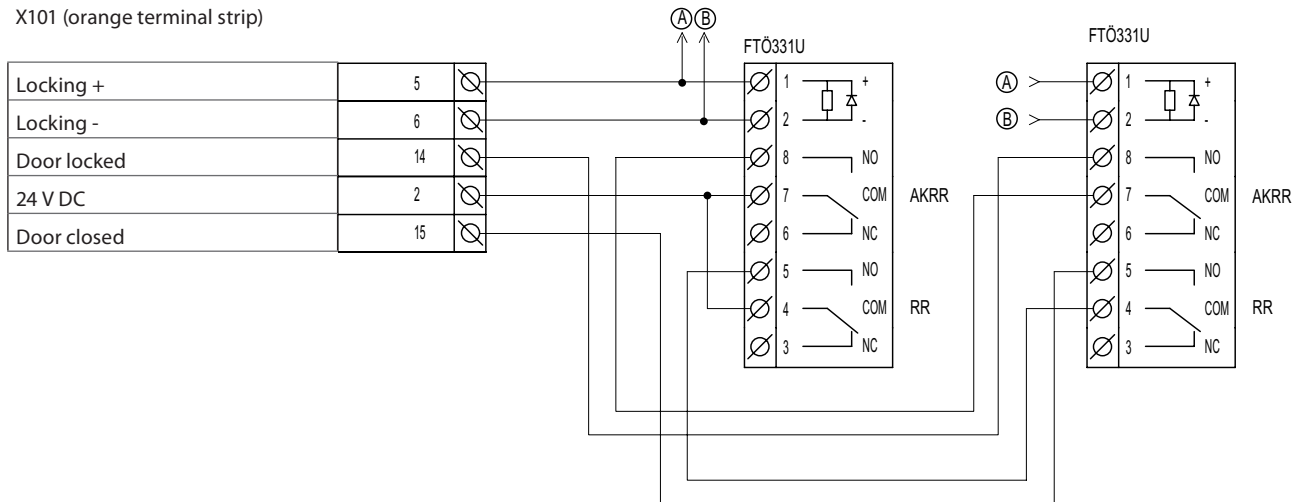 X101 (orange terminal strip)
A B
FTÖ331U
FTÖ331U
Locking + 5
Locking - 6
Door locked 14
24 V DC 2
Door closed 15
1 +
2 -
8 NO
7 COM AKRR
6 NC
5 NO
4 COM RR
3 NC
A 1 +
B 2 -
8 NO
7 COM AKRR
6 NC
5 NO
4 COM RR
3 NC